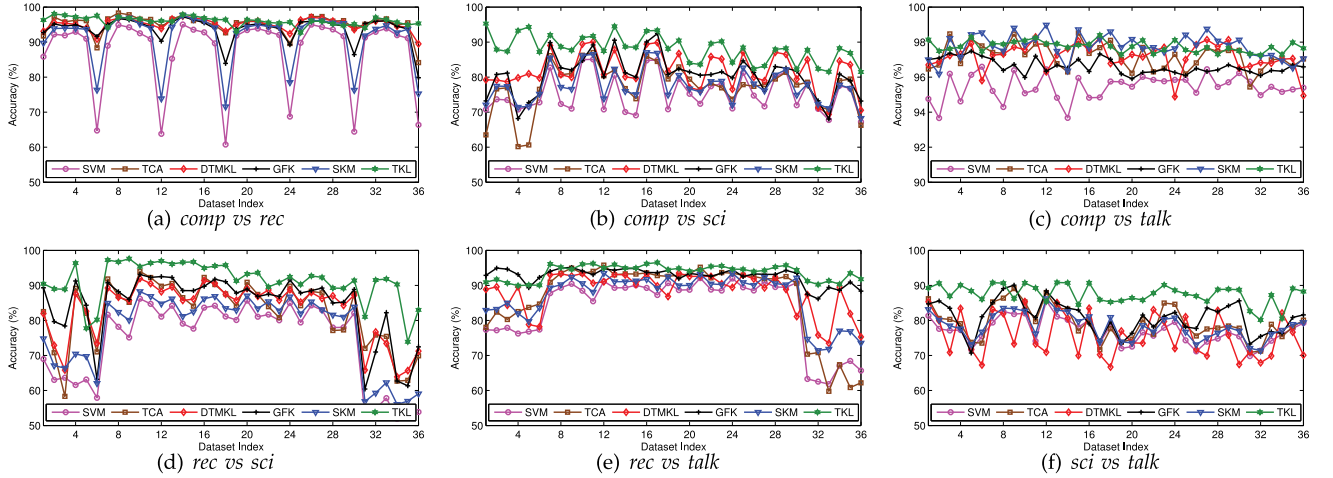 100
90
80
70
60
50
Accuracy (%)
SVM TCA DTMKL GFK SKM TKL
4 8 12 16 20 24 28 32 36
Dataset Index
(a) comp vs rec
100
90
80
70
60
50
Accuracy (%)
SVM TCA DTMKL GFK SKM TKL
4 8 12 16 20 24 28 32 36
Dataset Index
(b) comp vs sci
100
98
96
94
92
Accuracy (%)
SVM TCA DTMKL GFK SKM TKL
4 8 12 16 20 24 28 32 36
Dataset Index
(c) comp vs talk
100
90
80
70
60
50
Accuracy (%)
SVM TCA DTMKL GFK SKM TKL
4 8 12 16 20 24 28 32 36
Dataset Index
(d) rec vs sci
100
90
80
70
60
50
Accuracy (%)
SVM TCA DTMKL GFK SKM TKL
4 8 12 16 20 24 28 32 36
Dataset Index
(e) rec vs talk
100
90
80
70
60
50
Accuracy (%)
SVM TCA DTMKL GFK SKM TKL
4 8 12 16 20 24 28 32 36
Dataset Index
(f) sci vs talk